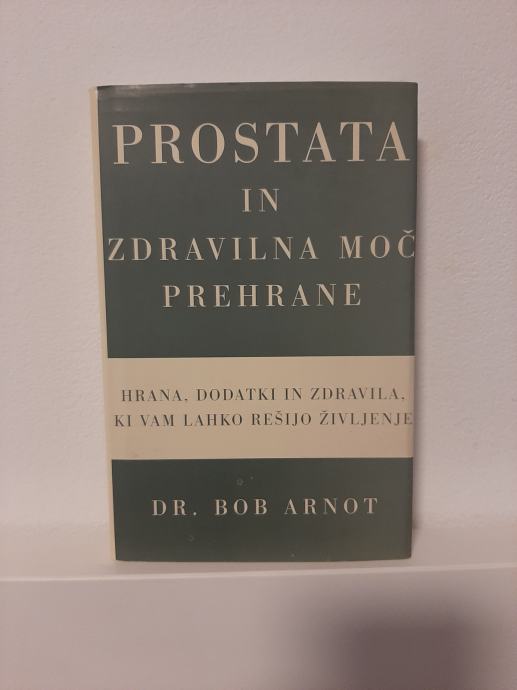 PROSTATA
IN
ZDRAVILNA MOČ
PREHRANE
HRANA, DODATKI IN ZDRAVILA,
KI VAM LAHKO REŠIJO ŽIVLJENJE
DR. BOB ARNOT